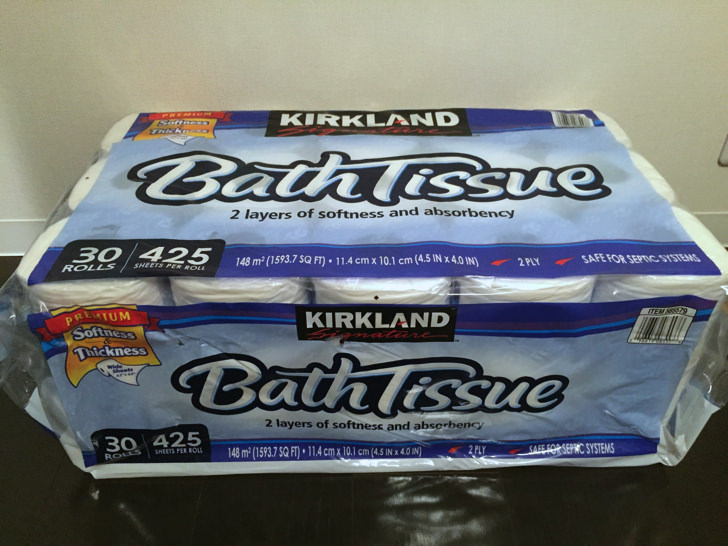 PREMIUM
Softness
&
Thickness
KIRKLAND
Signature
Bath Tissue
2 layers of softness and absorbency
30 ROLLS
425 SHEETS PER ROLL
148 m² (1593.7 SQ FT) • 11.4 cm x 10.1 cm (4.5 IN x 4.0 IN)
2 PLY
SAFE FOR SEPTIC SYSTEMS
PREMIUM
Softness
&
Thickness
Wide
Sheets
KIRKLAND
Signature
ITEM
Bath Tissue
2 layers of softness and absorbency
30 ROLLS
425 SHEETS PER ROLL
148 m² (1593.7 SQ FT) • 11.4 cm x 10.1 cm (4.5 IN x 4.0 IN)
2 PLY
SAFE FOR SEPTIC SYSTEMS